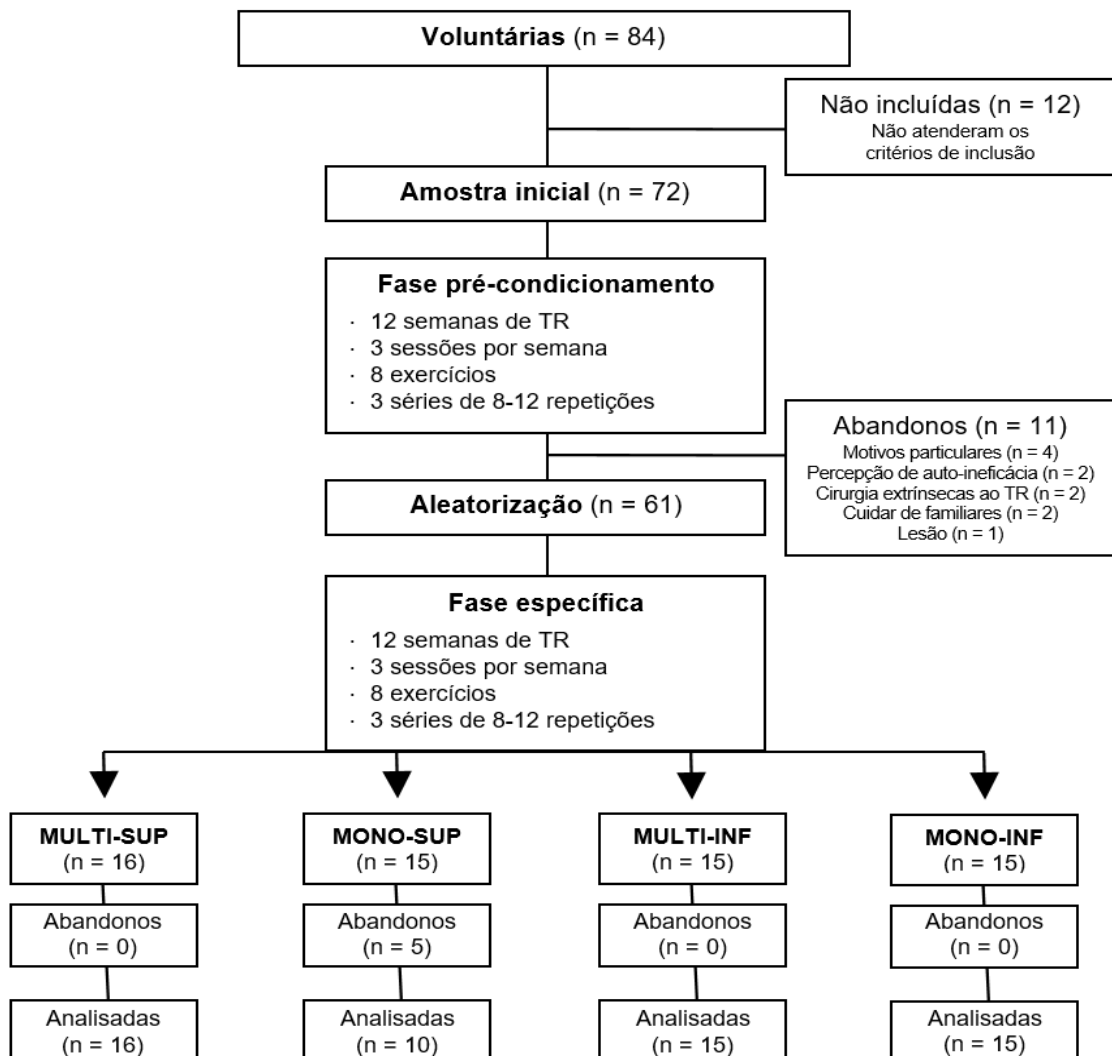 Voluntárias (n = 84)
Não incluídas (n = 12)
Não atenderam os
critérios de inclusão
Amostra inicial (n = 72)
Fase pré-condicionamento
· 12 semanas de TR
· 3 sessões por semana
· 8 exercícios
· 3 séries de 8-12 repetições
Abandonos (n = 11)
Motivos particulares (n = 4)
Percepção de auto-ineficácia (n = 2)
Cirurgia extrínsecas ao TR (n = 2)
Cuidar de familiares (n = 2)
Lesão (n = 1)
Aleatorização (n = 61)
Fase específica
· 12 semanas de TR
· 3 sessões por semana
· 8 exercícios
· 3 séries de 8-12 repetições
MULTI-SUP
(n = 16)
MONO-SUP
(n = 15)
MULTI-INF
(n = 15)
MONO-INF
(n = 15)
Abandonos
(n = 0)
Abandonos
(n = 5)
Abandonos
(n = 0)
Abandonos
(n = 0)
Analisadas
(n = 16)
Analisadas
(n = 10)
Analisadas
(n = 15)
Analisadas
(n = 15)